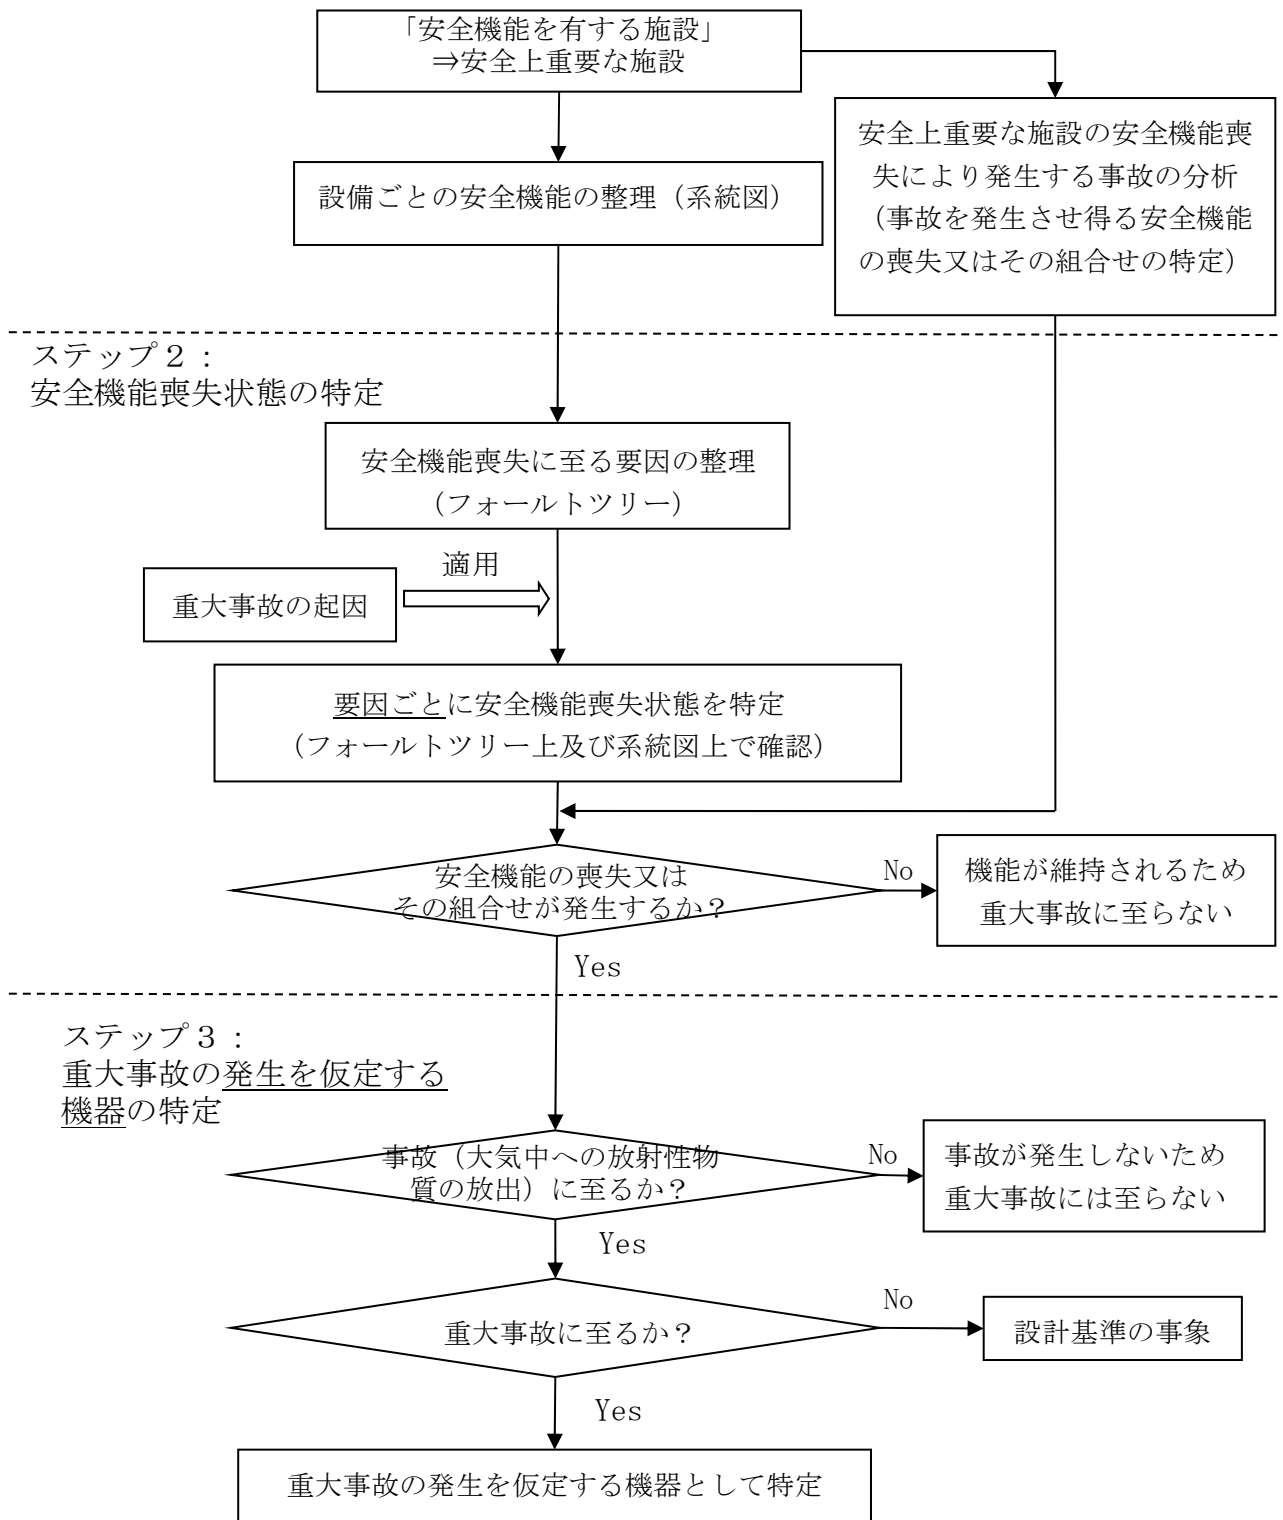 「安全機能を有する施設」
⇒安全上重要な施設
安全上重要な施設の安全機能喪
失により発生する事故の分析
（事故を発生させ得る安全機能
の喪失又はその組合せの特定）
設備ごとの安全機能の整理（系統図）
ステップ２：
安全機能喪失状態の特定
安全機能喪失に至る要因の整理
（フォールトツリー）
適用
重大事故の起因
要因ごとに安全機能喪失状態を特定
（フォールトツリー上及び系統図上で確認）
安全機能の喪失又は
その組合せが発生するか？
No
機能が維持されるため
重大事故に至らない
Yes
ステップ３：
重大事故の発生を仮定する
機器の特定
事故（大気中への放射性物
質の放出）に至るか？
No
事故が発生しないため
重大事故には至らない
Yes
重大事故に至るか？
No
設計基準の事象
Yes
重大事故の発生を仮定する機器として特定